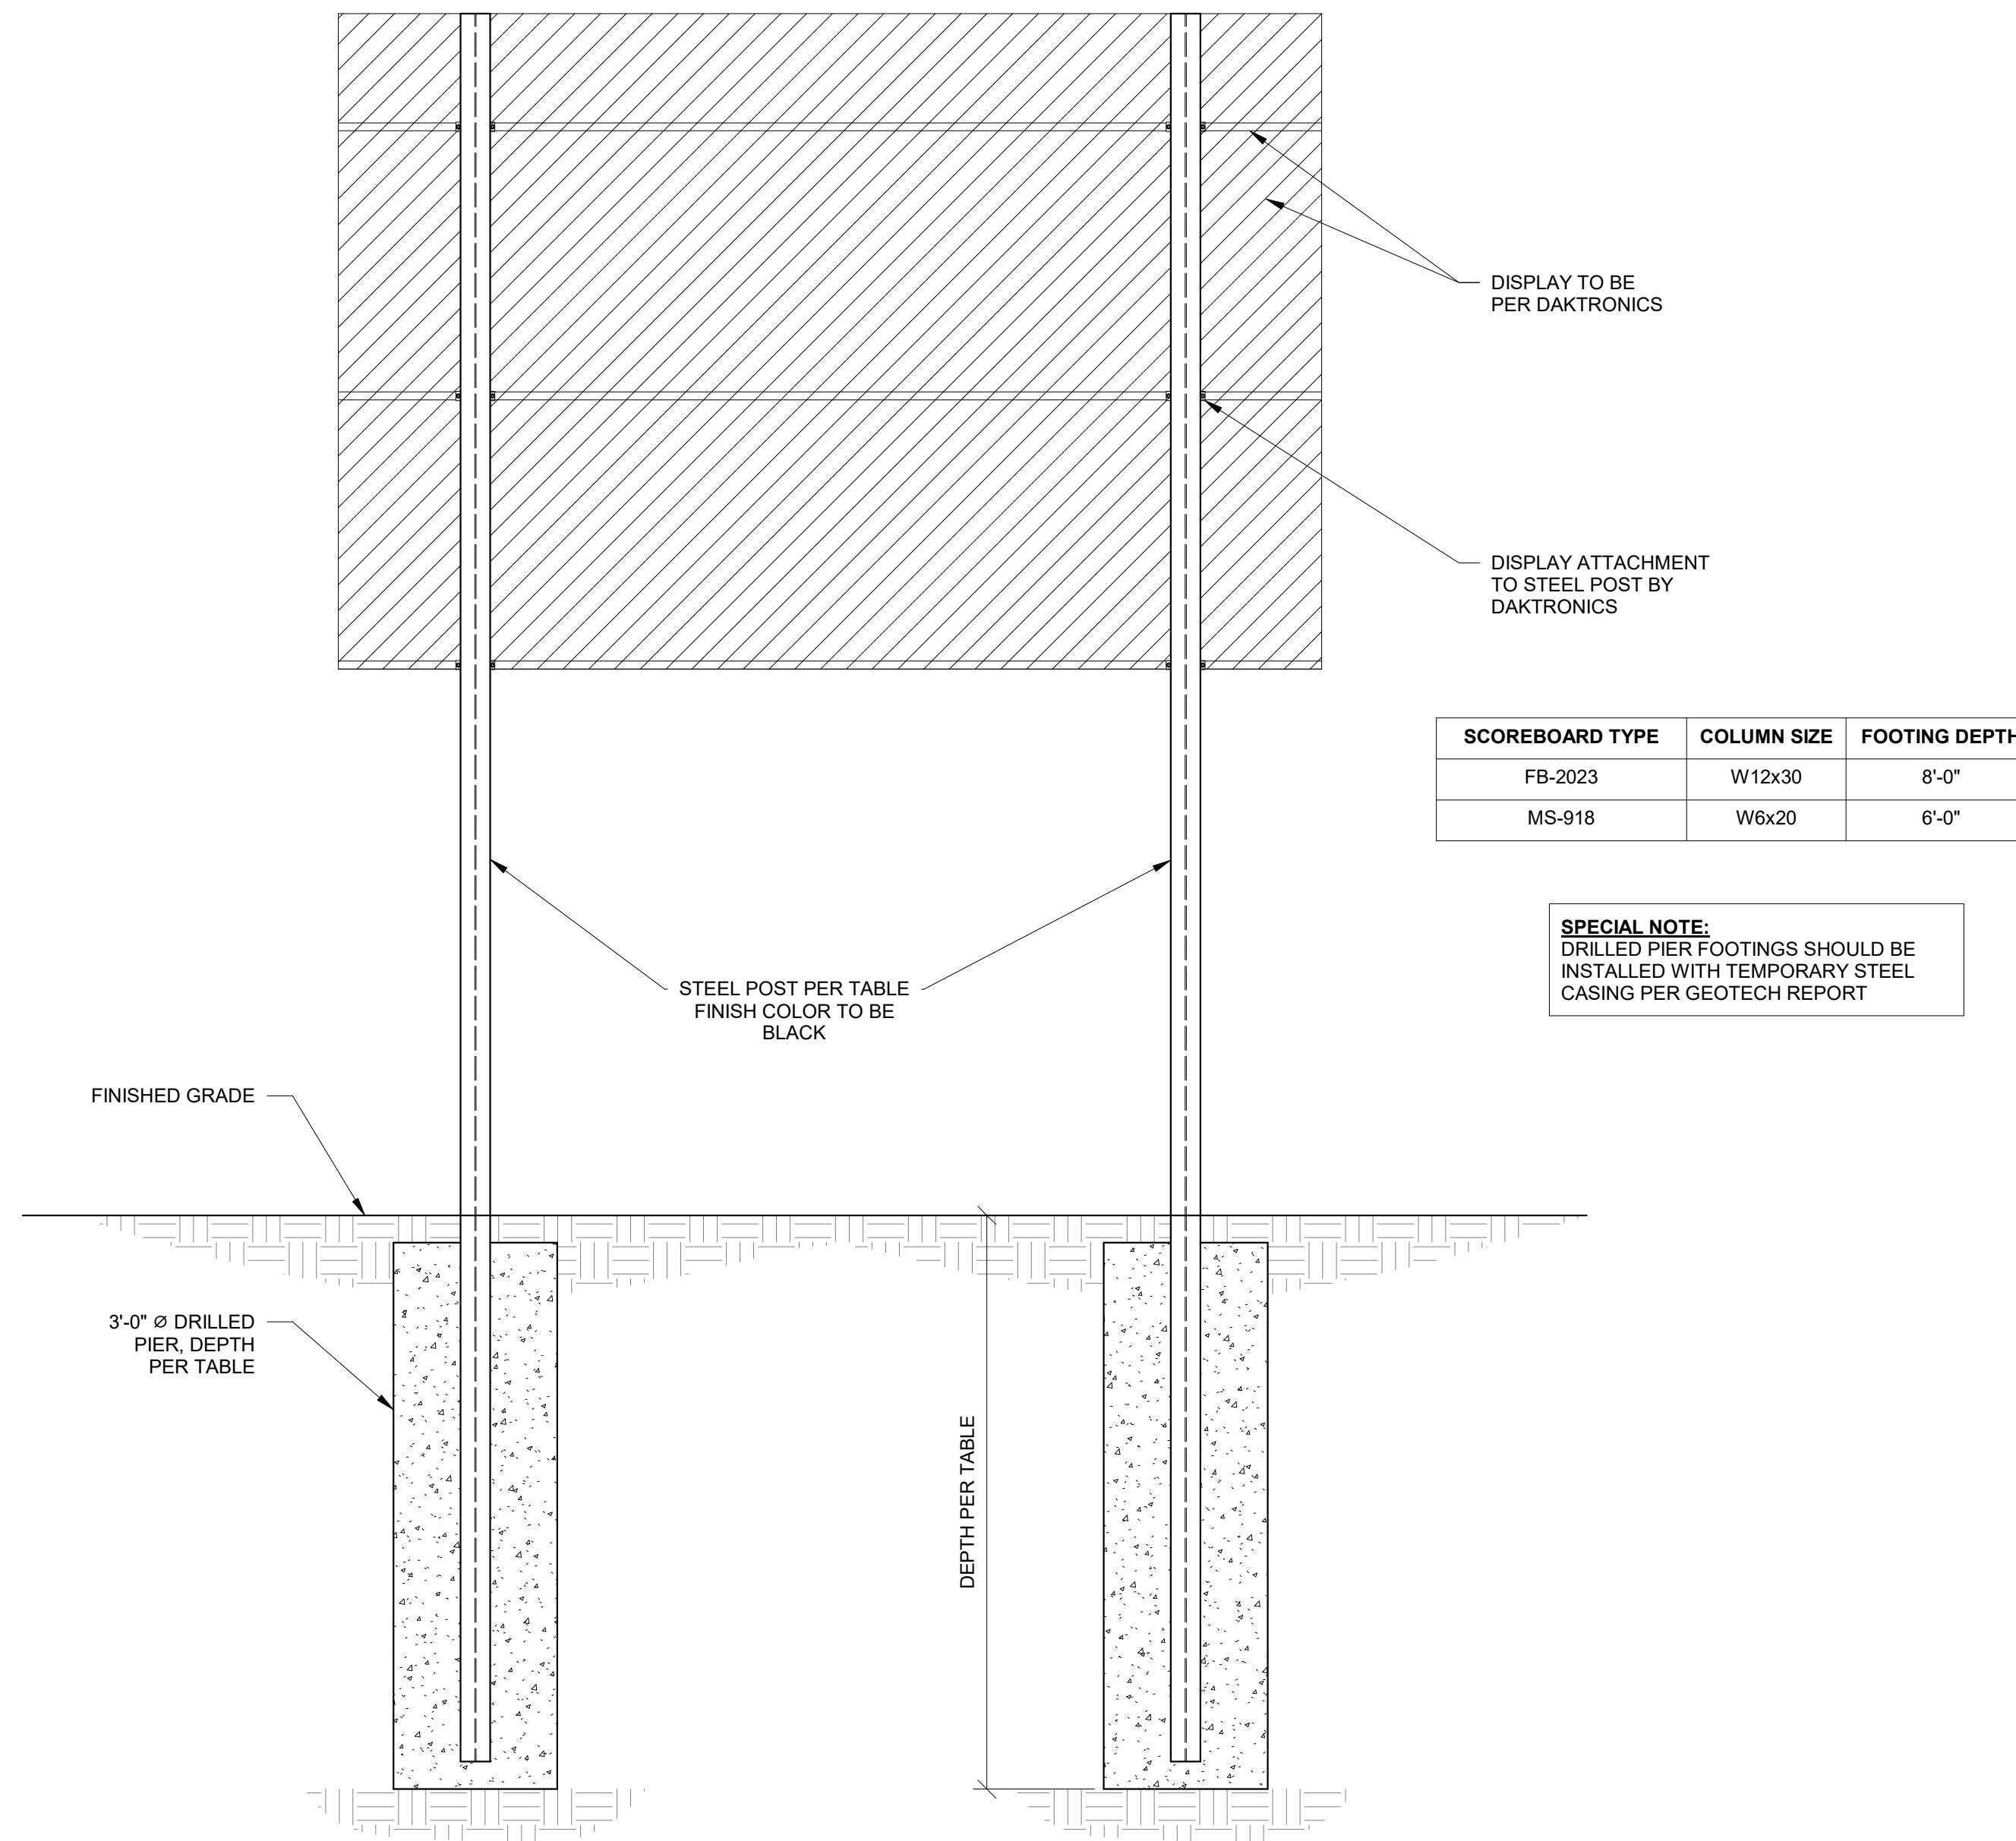 DISPLAY TO BE
PER DAKTRONICS
DISPLAY ATTACHMENT
TO STEEL POST BY
DAKTRONICS
SCOREBOARD TYPE COLUMN SIZE FOOTING DEPTH
FB-2023 W12x30 8'-0"
MS-918 W6x20 6'-0"
SPECIAL NOTE:
DRILLED PIER FOOTINGS SHOULD BE
INSTALLED WITH TEMPORARY STEEL
CASING PER GEOTECH REPORT
STEEL POST PER TABLE
FINISH COLOR TO BE
BLACK
FINISHED GRADE
3'-0" Ø DRILLED
PIER, DEPTH
PER TABLE
DEPTH PER TABLE